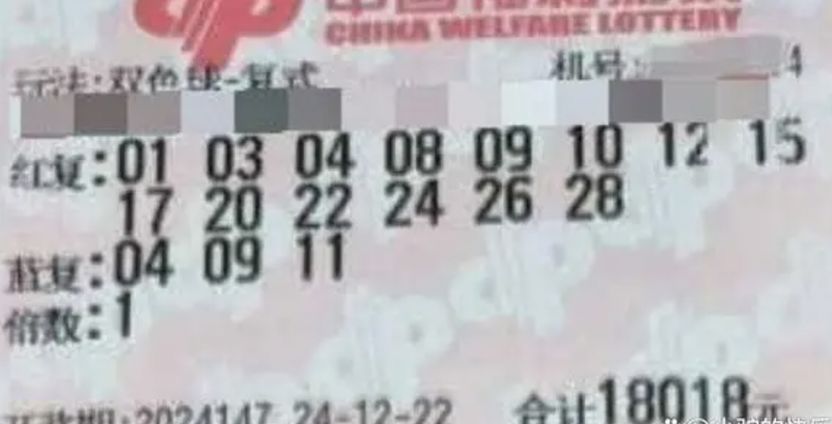 CHINA WELFARE LOTTERY
玩法:双色球-复式
机号: 4
红复:01 03 04 08 09 10 12 15
17 20 22 24 26 28
蓝复:04 09 11
倍数:1
开奖期:2024147 24-12-22 合计18018元